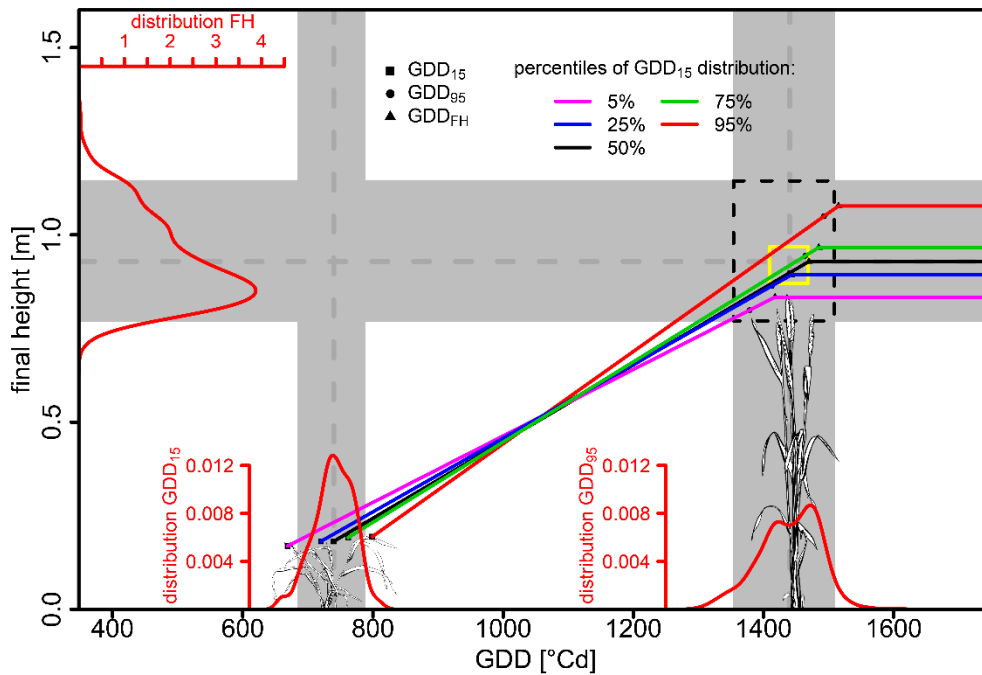 distribution FH
1 2 3 4
GDD15
GDD95
GDDFH
percentiles of GDD15 distribution:
5% 75%
25% 95%
50%
final height [m]
1.5
1.0
0.5
0.0
distribution GDD15
0.012
0.008
0.004
distribution GDD95
0.012
0.008
0.004
400 600 800 1000 1200 1400 1600
GDD [°Cd]